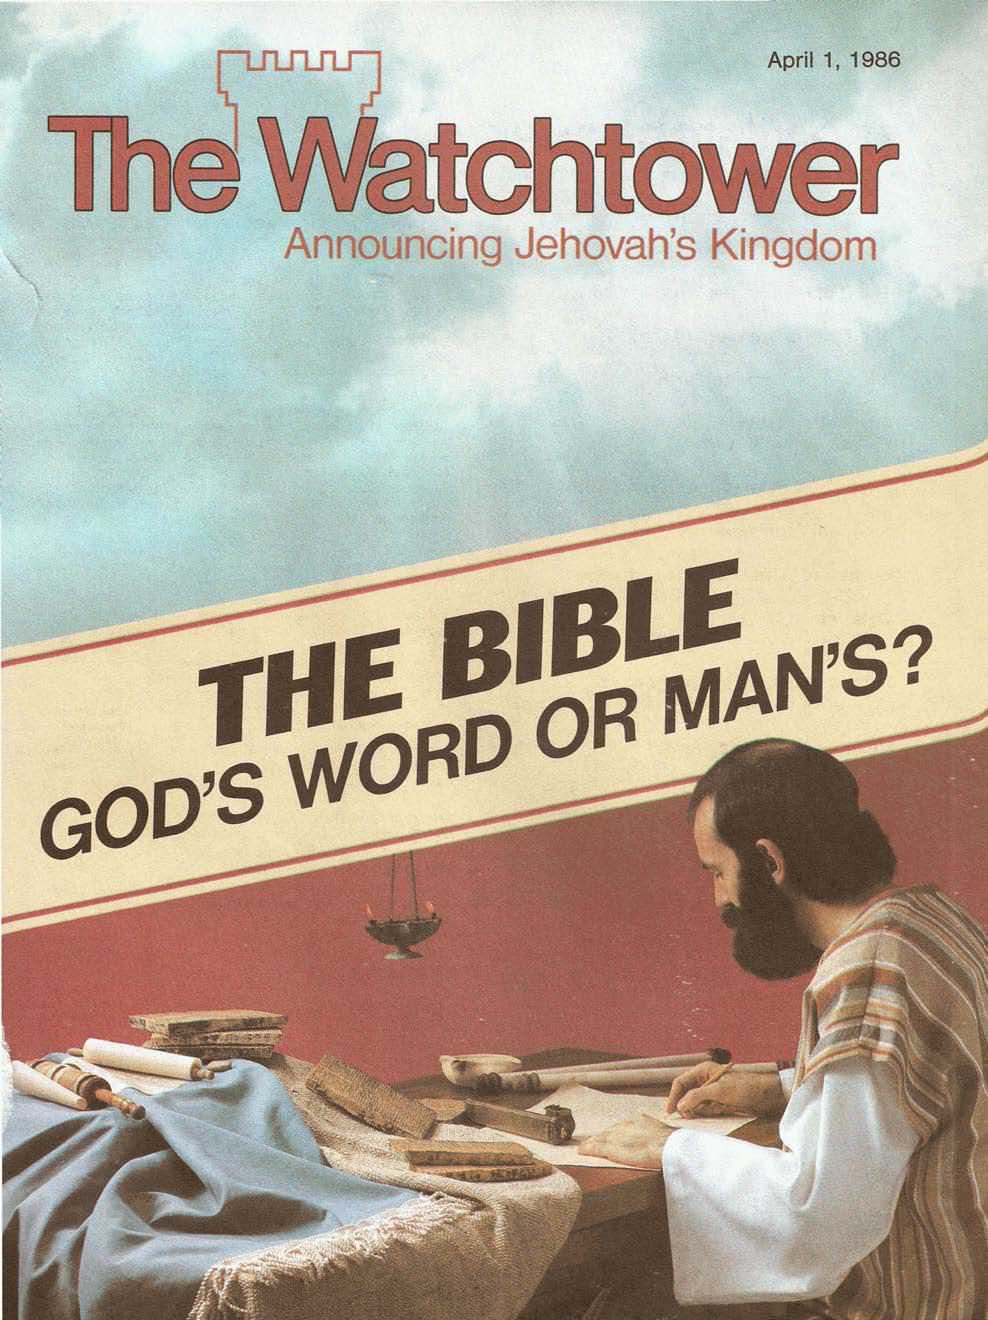 April 1, 1986
The Watchtower
Announcing Jehovah's Kingdom
THE BIBLE
GOD'S WORD OR MAN'S?